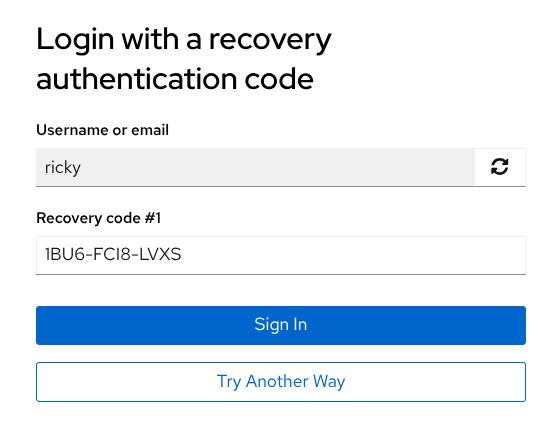 Login with a recovery
authentication code
Username or email
ricky
Recovery code #1
1BU6-FCI8-LVXS
Sign In
Try Another Way